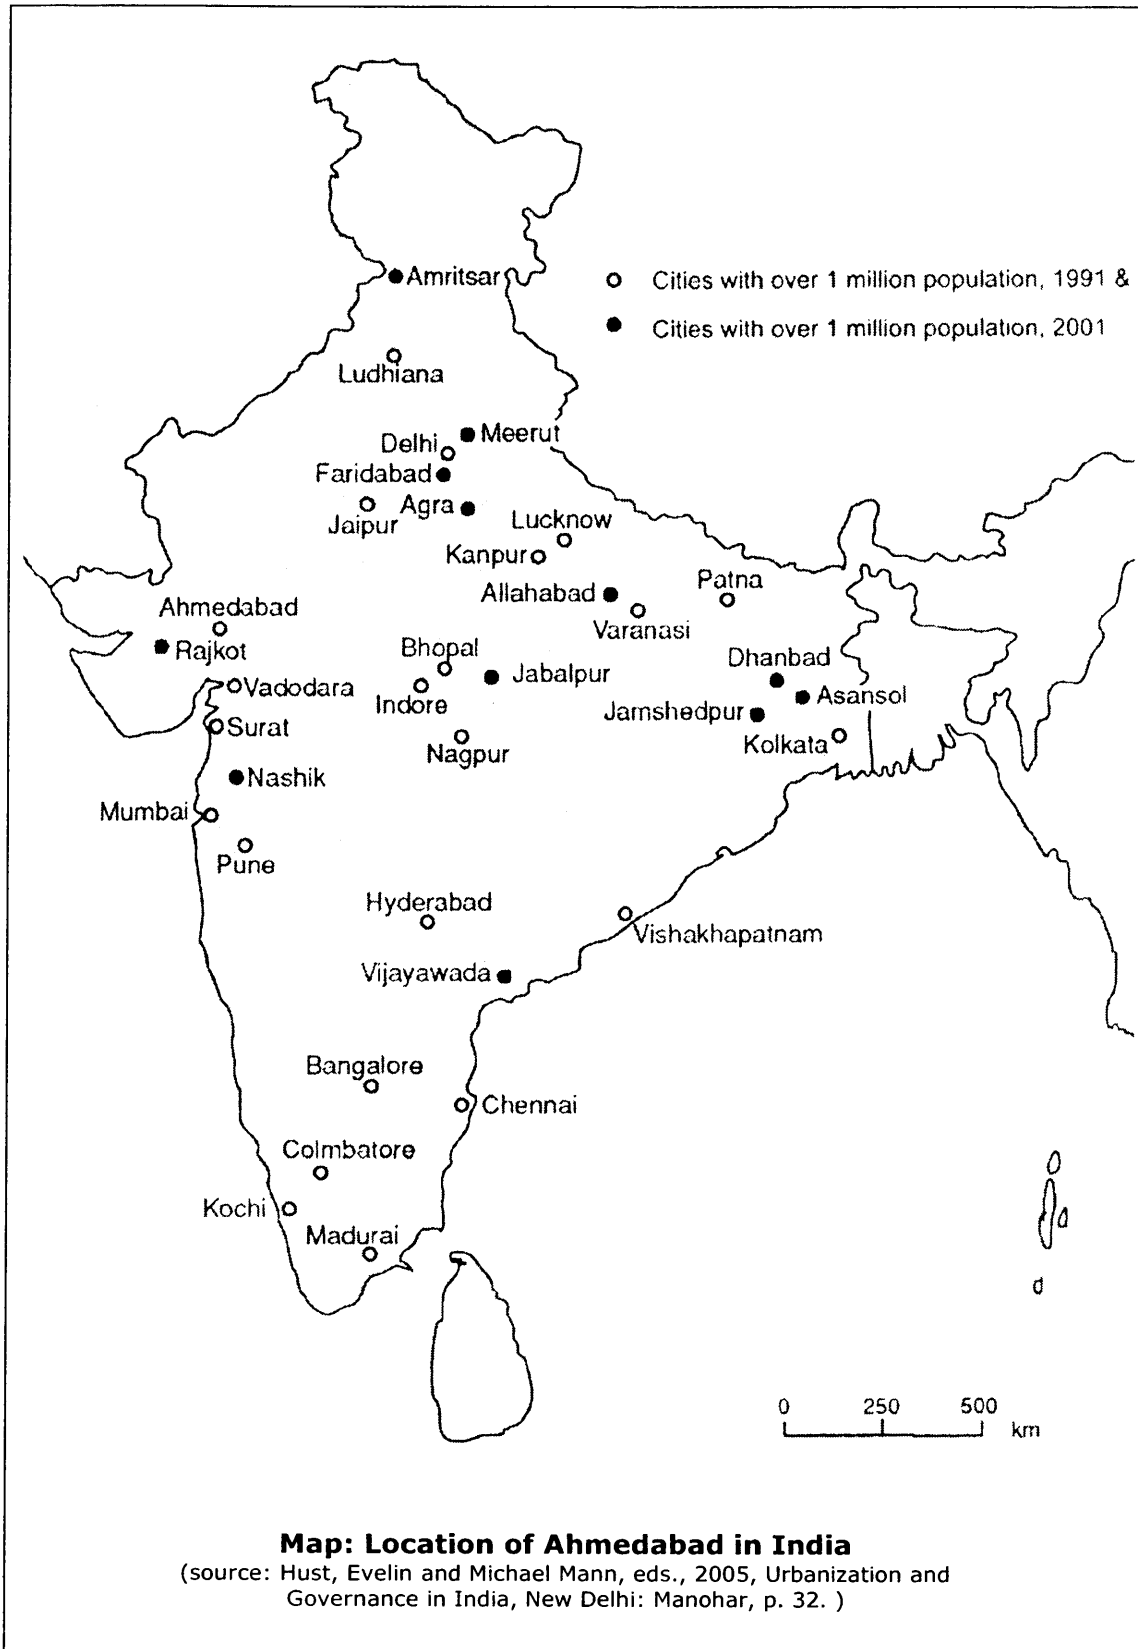 Amritsar
Cities with over 1 million population, 1991 &
Cities with over 1 million population, 2001
Ludhiana
Meerut
Delhi
Faridabad
Agra
Jaipur
Lucknow
Kanpur
Allahabad
Patna
Varanasi
Ahmedabad
Rajkot
Bhopal
Jabalpur
Dhanbad
Vadodara
Indore
Asansol
Jamshedpur
Surat
Nagpur
Kolkata
Nashik
Mumbai
Pune
Hyderabad
Vishakhapatnam
Vijayawada
Bangalore
Chennai
Coimbatore
Kochi
Madurai
0 250 500
km
Map: Location of Ahmedabad in India
(source: Hust, Evelin and Michael Mann, eds., 2005, Urbanization and
Governance in India, New Delhi: Manohar, p. 32. )